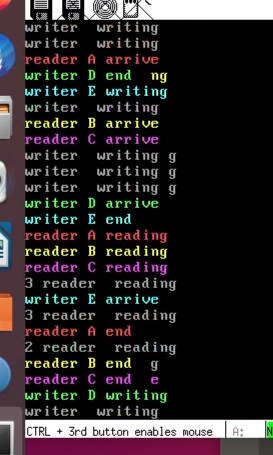 writer  writing
writer  writing
reader A arrive
writer D end  ng
writer E writing
writer  writing
reader B arrive
reader C arrive
writer  writing g
writer  writing g
writer  writing g
writer D arrive
writer E end
reader A reading
reader B reading
reader C reading
3 reader  reading
writer E arrive
3 reader  reading
reader A end
2 reader  reading
reader B end  g
reader C end  e
writer D writing
writer  writing
CTRL + 3rd button enables mouse A: N